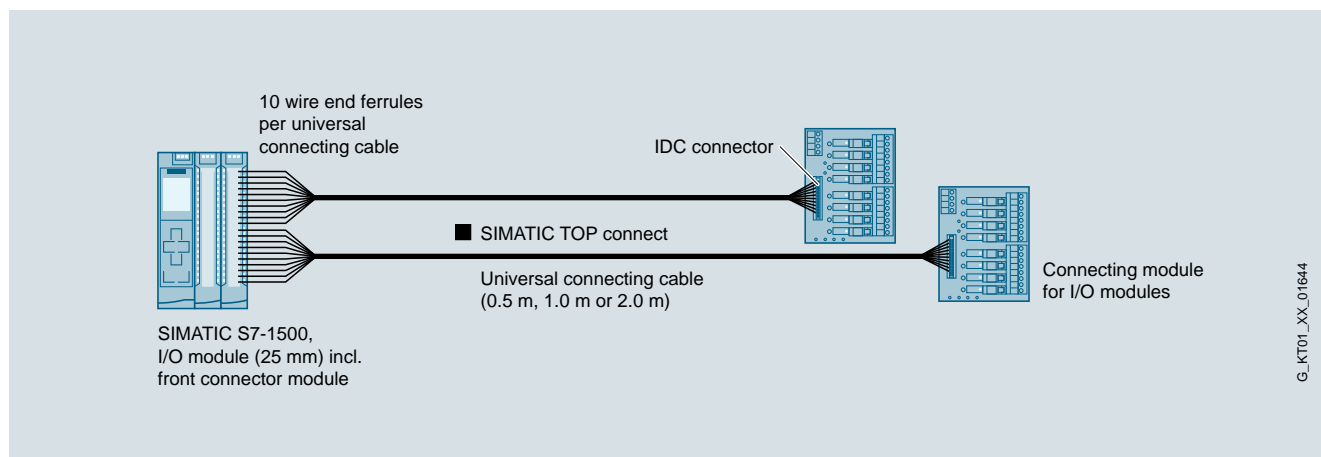 10 wire end ferrules
per universal
connecting cable
IDC connector
SIMATIC TOP connect
Universal connecting cable
(0.5 m, 1.0 m or 2.0 m)
Connecting module
for I/O modules
SIMATIC S7-1500,
I/O module (25 mm) incl.
front connector module
G_KT01_XX_01644